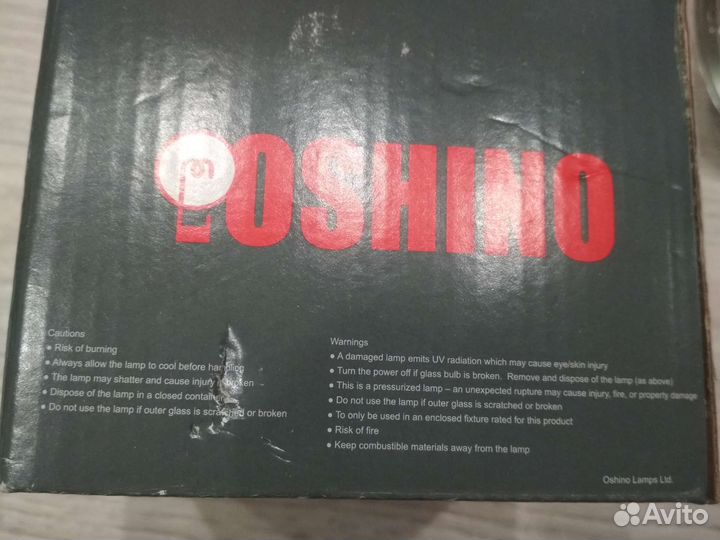 OSHINO
Cautions
• Risk of burning
• Always allow the lamp to cool before handling
• The lamp may shatter and cause injury if broken
• Dispose of the lamp in a closed container
• Do not use the lamp if outer glass is scratched or broken
Warnings
• A damaged lamp emits UV radiation which may cause eye/skin injury
• Turn the power off if glass bulb is broken. Remove and dispose of the lamp (as above)
• This is a pressurized lamp – an unexpected rupture may cause injury, fire, or property damage
• Do not use the lamp if outer glass is scratched or broken
• To only be used in an enclosed fixture rated for this product
• Risk of fire
• Keep combustible materials away from the lamp
Oshino Lamps Ltd.
Avito